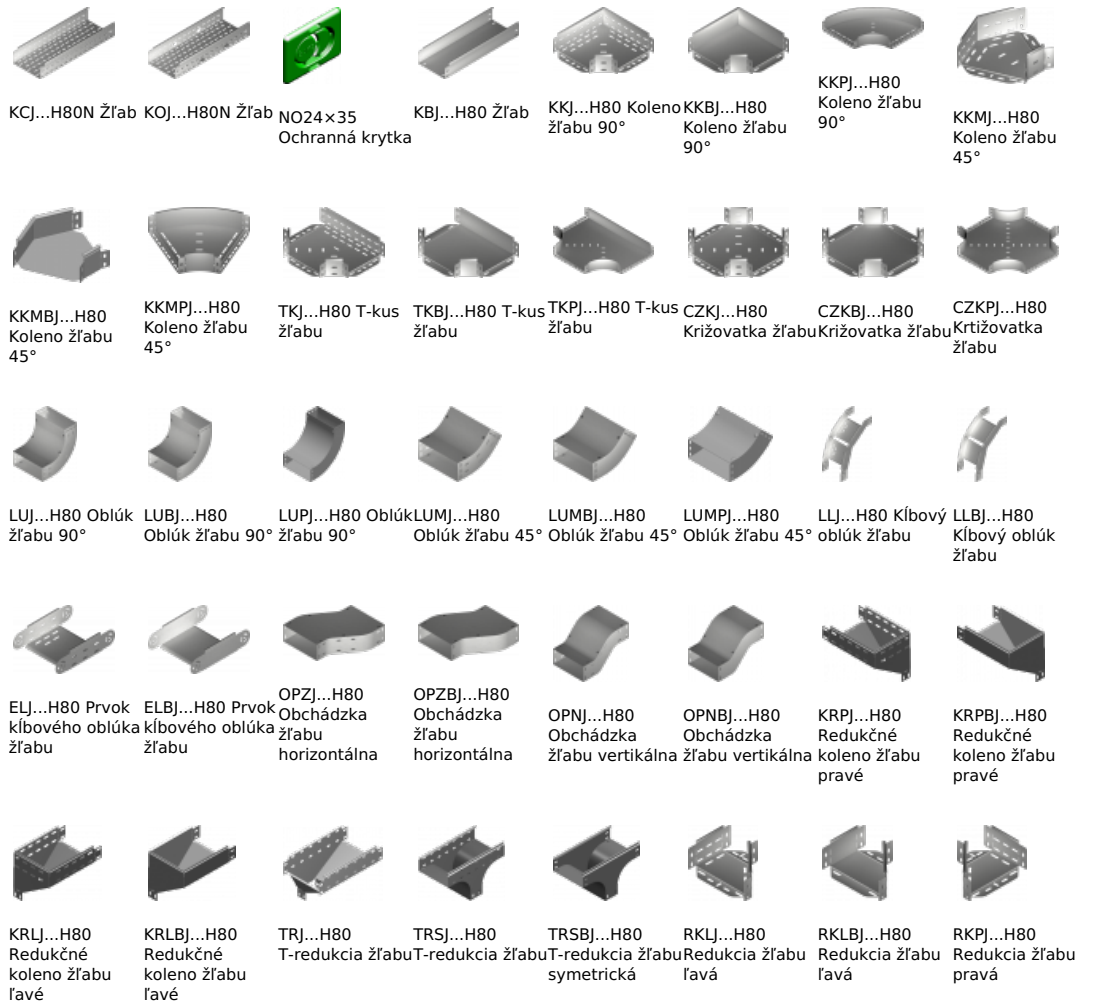 KCJ...H80N Žľab
KOJ...H80N Žľab
NO24×35
Ochranná krytka
KBJ...H80 Žľab
KKJ...H80 Koleno
žľabu 90°
KKBJ...H80
Koleno žľabu
90°
KKPJ...H80
Koleno žľabu
90°
KKMJ...H80
Koleno žľabu
45°
KKMBJ...H80
Koleno žľabu
45°
KKMPJ...H80
Koleno žľabu
45°
TKJ...H80 T-kus
žľabu
TKBJ...H80 T-kus
žľabu
TKPJ...H80 T-kus
žľabu
CZKJ...H80
Križovatka žľabu
CZKBJ...H80
Križovatka žľabu
CZKPJ...H80
Krtižovatka
žľabu
LUJ...H80 Oblúk
žľabu 90°
LUBJ...H80
Oblúk žľabu 90°
LUPJ...H80 Oblúk
žľabu 90°
LUMJ...H80
Oblúk žľabu 45°
LUMBJ...H80
Oblúk žľabu 45°
LUMPJ...H80
Oblúk žľabu 45°
LLJ...H80 Kĺbový
oblúk žľabu
LLBJ...H80
Kĺbový oblúk
žľabu
ELJ...H80 Prvok
kĺbového oblúka
žľabu
ELBJ...H80 Prvok
kĺbového oblúka
žľabu
OPZJ...H80
Obchádzka
žľabu
horizontálna
OPZBJ...H80
Obchádzka
žľabu
horizontálna
OPNJ...H80
Obchádzka
žľabu vertikálna
OPNBJ...H80
Obchádzka
žľabu vertikálna
KRPJ...H80
Redukčné
koleno žľabu
pravé
KRPBJ...H80
Redukčné
koleno žľabu
pravé
KRLJ...H80
Redukčné
koleno žľabu
ľavé
KRLBJ...H80
Redukčné
koleno žľabu
ľavé
TRJ...H80
T-redukcia žľabu
TRSJ...H80
T-redukcia žľabu
TRSBJ...H80
T-redukcia žľabu
symetrická
RKLJ...H80
Redukcia žľabu
ľavá
RKLBJ...H80
Redukcia žľabu
ľavá
RKPJ...H80
Redukcia žľabu
pravá